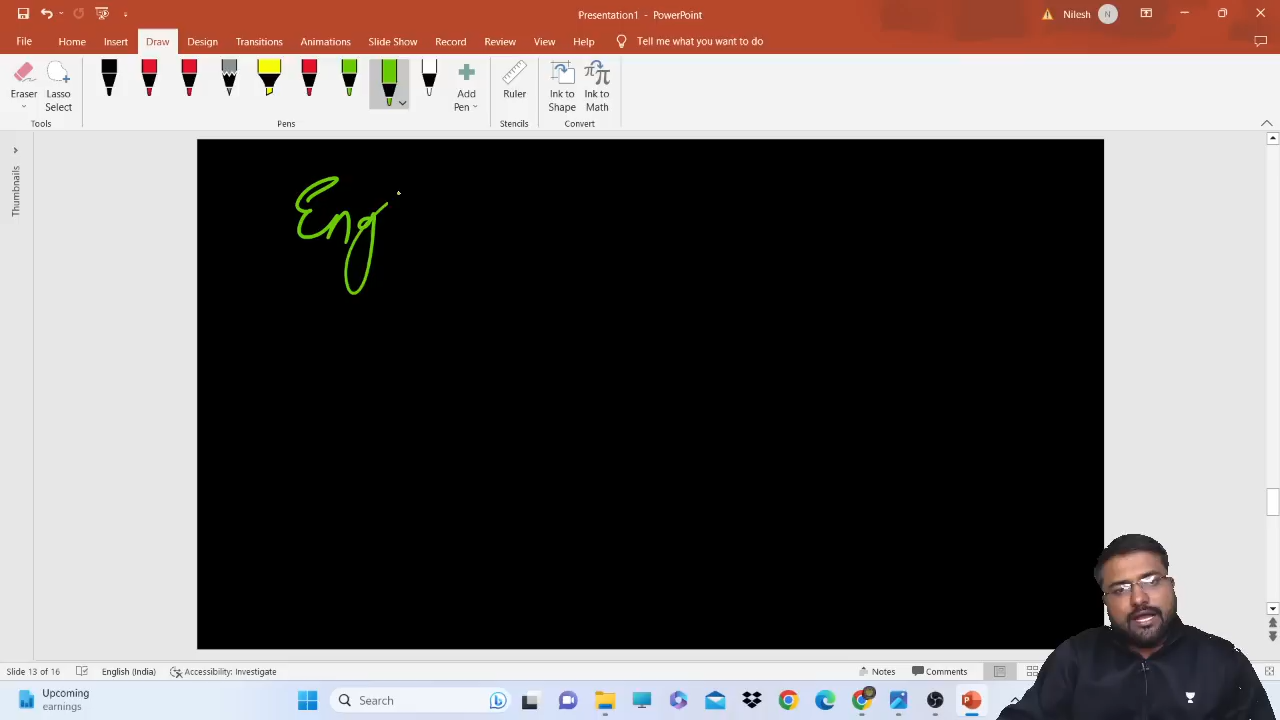 Presentation1 - PowerPoint
Nilesh
N
File Home Insert Draw Design Transitions Animations Slide Show Record Review View Help Tell me what you want to do
Eraser
Lasso Select
Add Pen
Ruler
Ink to Shape
Ink to Math
Tools
Pens
Stencils
Convert
Thumbnails
Eng
Slide 13 of 16 English (India) Accessibility: Investigate Notes Comments
Upcoming
earnings
Search